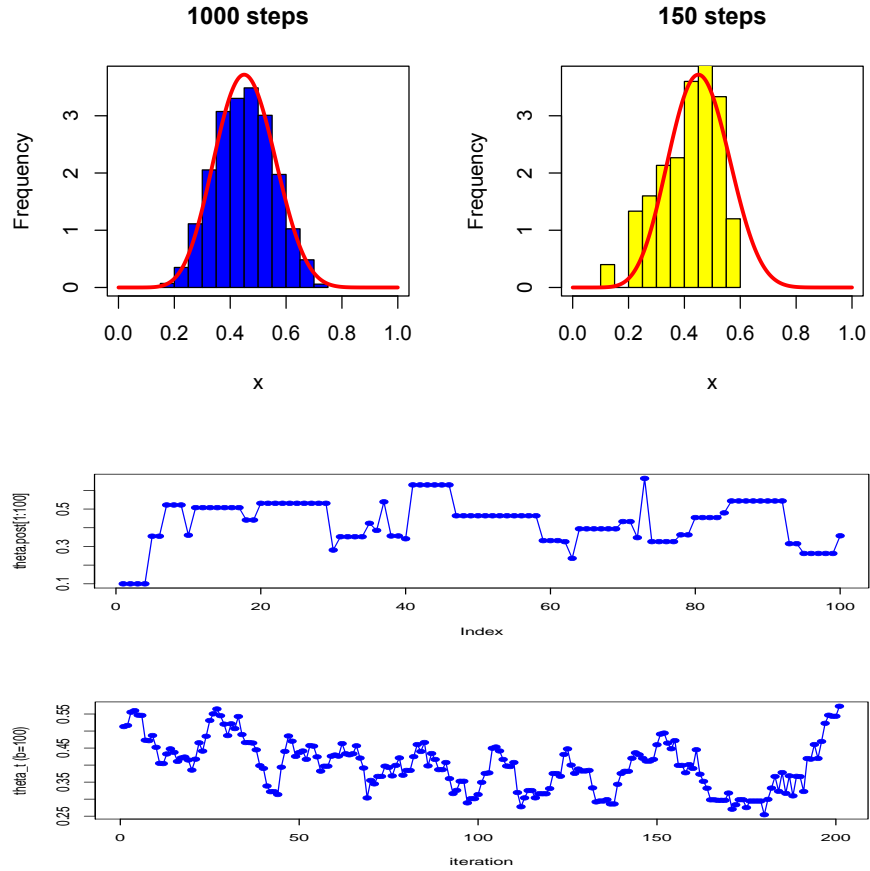 1000 steps
150 steps
Frequency
0 1 2 3
0.0 0.2 0.4 0.6 0.8 1.0
x
Frequency
0 1 2 3
0.0 0.2 0.4 0.6 0.8 1.0
x
theta.post[1:100]
0.1 0.3 0.5
0 20 40 60 80 100
Index
theta_t (b=100)
0.25 0.35 0.45 0.55
0 50 100 150 200
iteration